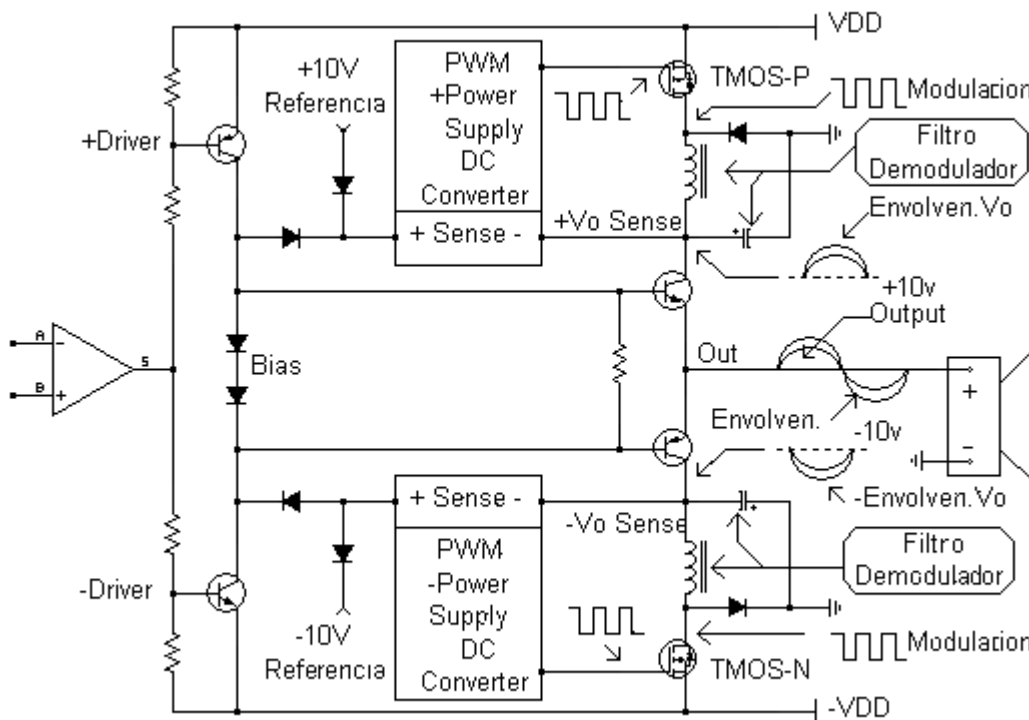 VDD
PWM
+Power
Supply
DC
Converter
+10V
Referencia
TMOS-P
Modulacion
+Driver
Filtro
Demodulador
Envolven.Vo
+ Sense -
+Vo Sense
+10v
Output
A
-
S
B
+
Bias
Out
+
-
Envolven.
-10v
-Envolven.Vo
+ Sense -
-Vo Sense
PWM
-Power
Supply
DC
Converter
Filtro
Demodulador
-Driver
-10V
Referencia
Modulacion
TMOS-N
-VDD